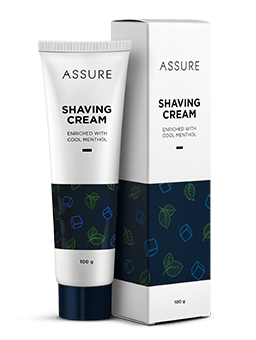 ASSURE
SHAVING
CREAM
ENRICHED WITH
COOL MENTHOL
100 g
ASSURE
SHAVING
CREAM
ENRICHED WITH
COOL MENTHOL
100 g